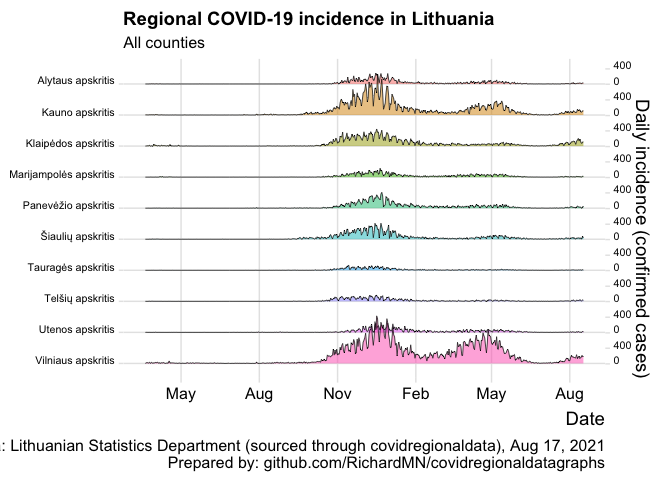 Regional COVID-19 incidence in Lithuania
All counties
Alytaus apskritis
Kauno apskritis
Klaipėdos apskritis
Marijampolės apskritis
Panevėžio apskritis
Šiaulių apskritis
Tauragės apskritis
Telšių apskritis
Utenos apskritis
Vilniaus apskritis
400
0
400
0
400
0
400
0
400
0
400
0
400
0
400
0
400
0
400
0
Daily incidence (confirmed cases)
May
Aug
Nov
Feb
May
Aug
Date
: Lithuanian Statistics Department (sourced through covidregionaldata), Aug 17, 2021
Prepared by: github.com/RichardMN/covidregionaldatagraphs